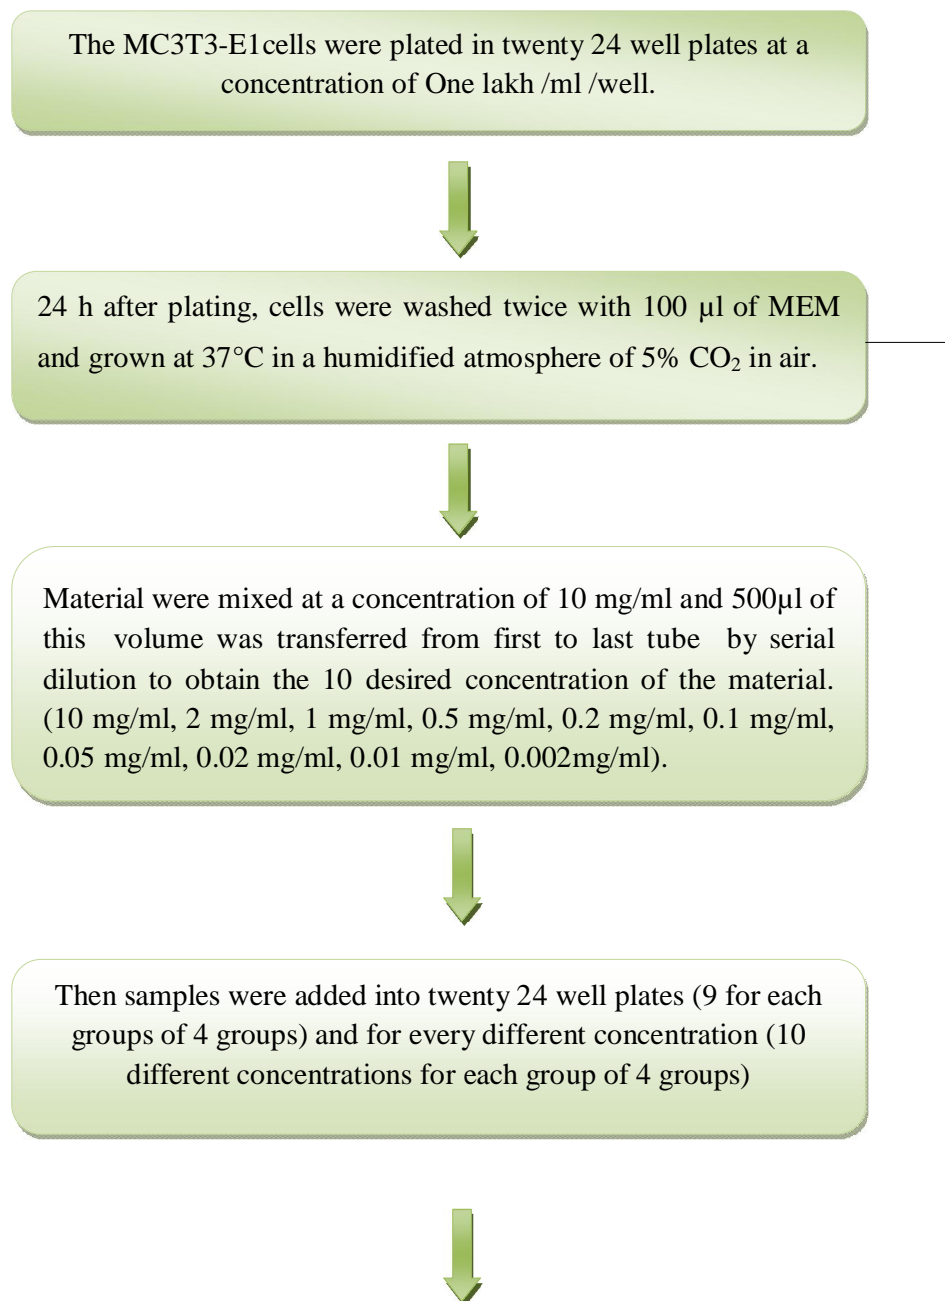 The MC3T3-E1cells were plated in twenty 24 well plates at a
concentration of One lakh /ml /well.
24 h after plating, cells were washed twice with 100 µl of MEM
and grown at 37°C in a humidified atmosphere of 5% CO₂ in air.
Material were mixed at a concentration of 10 mg/ml and 500µl of
this volume was transferred from first to last tube by serial
dilution to obtain the 10 desired concentration of the material.
(10 mg/ml, 2 mg/ml, 1 mg/ml, 0.5 mg/ml, 0.2 mg/ml, 0.1 mg/ml,
0.05 mg/ml, 0.02 mg/ml, 0.01 mg/ml, 0.002mg/ml).
Then samples were added into twenty 24 well plates (9 for each
groups of 4 groups) and for every different concentration (10
different concentrations for each group of 4 groups)